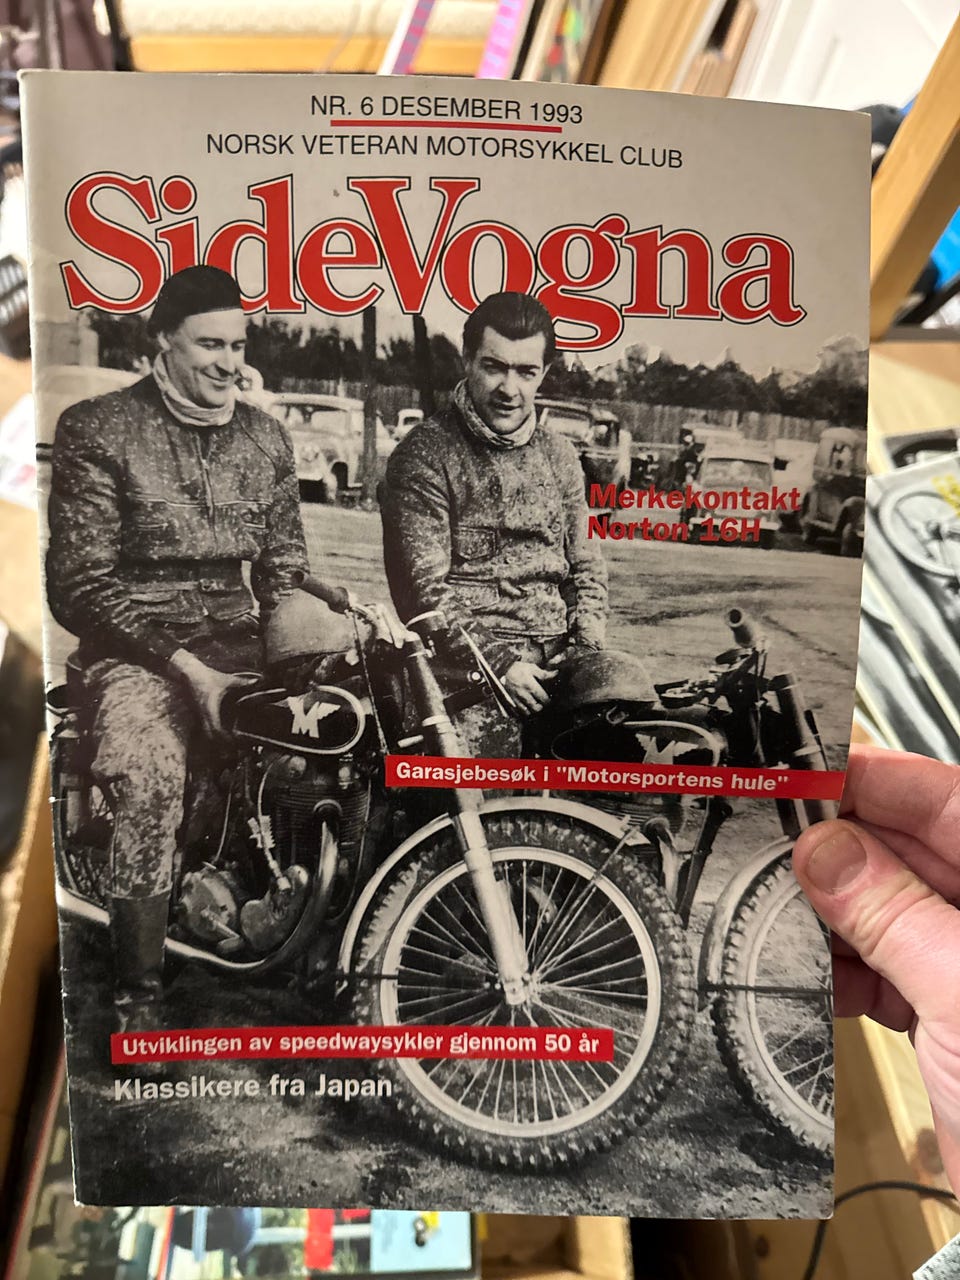 NR. 6 DESEMBER 1993
NORSK VETERAN MOTORSYKKEL CLUB
SideVogna
Merkekontakt
Norton 16H
M
M
Garasjebesøk i "Motorsportens hule"
Utviklingen av speedwaysykler gjennom 50 år
Klassikere fra Japan